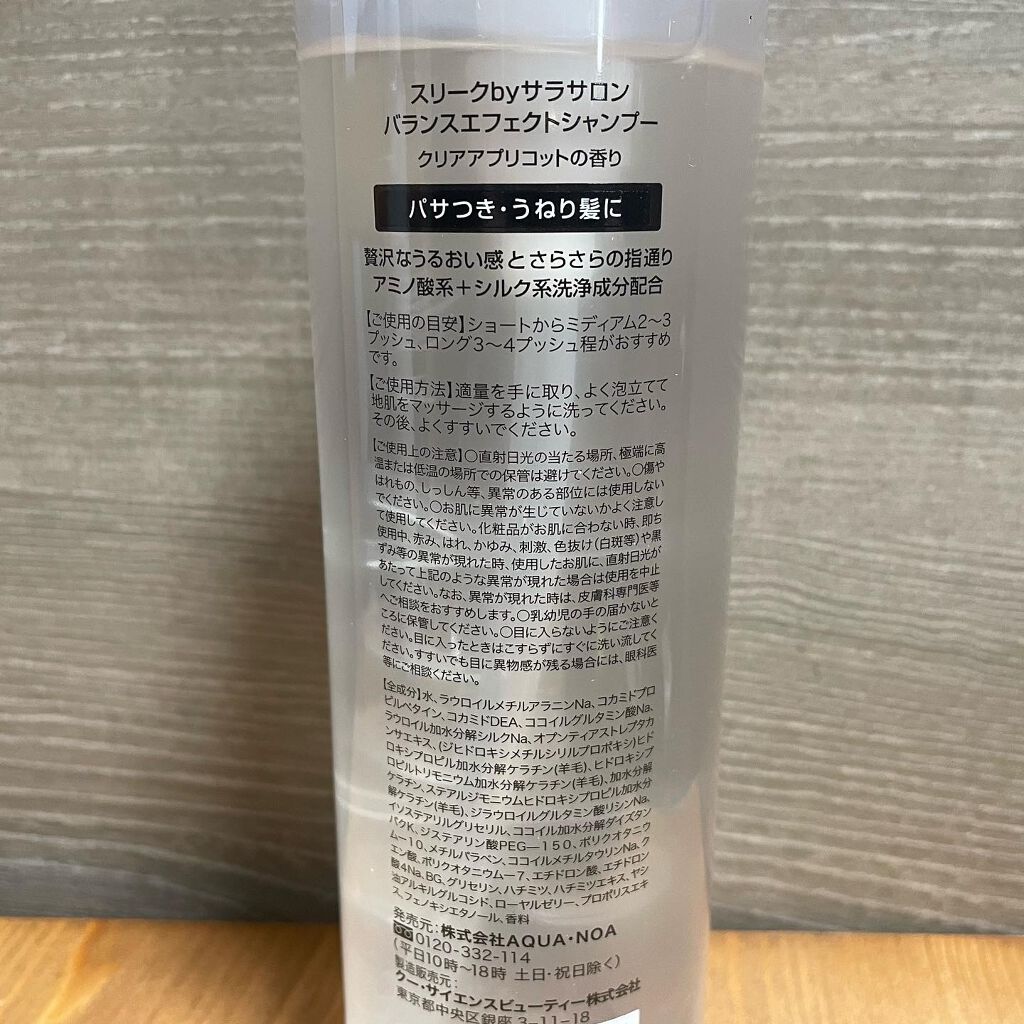 スリークbyサラサロン
バランスエフェクトシャンプー
クリアアプリコットの香り
パサつき・うねり髪に
贅沢なうるおい感とさらさらの指通り
アミノ酸系＋シルク系洗浄成分配合
【ご使用の目安】ショートからミディアム2〜3
プッシュ、ロング3〜4プッシュ程がおすすめ
です。
【ご使用方法】適量を手に取り、よく泡立てて
地肌をマッサージするように洗ってください。
その後、よくすすいでください。
【ご使用上の注意】○直射日光の当たる場所、極端に高
温または低温の場所での保管は避けてください。○傷や
はれもの、しっしん等、異常のある部位には使用しない
でください。○お肌に異常が生じていないかよく注意し
て使用してください。化粧品がお肌に合わない時、即ち
使用中、赤み、はれ、かゆみ、刺激、色抜け(白斑等)や黒
ずみ等の異常が現れた時、使用したお肌に、直射日光が
あたって上記のような異常が現れた場合は使用を中止
してください。なお、異常が現れた時は、皮膚科専門医等
へご相談をおすすめします。○乳幼児の手の届かないと
ころに保管してください。○目に入らないようにご注意く
ださい。目に入ったときはこすらずにすぐに洗い流してく
ださい。すすいでも目に異物感が残る場合には、眼科医
等にご相談ください。
【全成分】水、ラウロイルメチルアラニンNa、コカミドプロ
ピルベタイン、コカミドDEA、ココイルグルタミン酸Na、
ラウロイル加水分解シルクNa、オプンティアストレプタカ
ンサエキス、(ジヒドロキシメチルシリルプロポキシ)ヒド
ロキシプロピル加水分解ケラチン(羊毛)、ヒドロキシプ
ロピルトリモニウム加水分解ケラチン(羊毛)、加水分解
ケラチン、ステアルジモニウムヒドロキシプロピル加水分
解ケラチン(羊毛)、ジラウロイルグルタミン酸リシンNa、
イソステアリルグリセリル、ココイル加水分解ダイズタン
パクK、ジステアリン酸PEG－150、ポリクオタニウ
ム－10、メチルパラベン、ココイルメチルタウリンNa、ク
エン酸、ポリクオタニウム－7、エチドロン酸、エチドロン
酸4Na、BG、グリセリン、ハチミツ、ハチミツエキス、ヤシ
油アルキルグルコシド、ローヤルゼリー、プロポリスエキ
ス、フェノキシエタノール、香料
発売元：株式会社AQUA・NOA
0120-332-114
(平日10時〜18時 土日・祝日除く)
製造販売元：
クー・サイエンスビューティー株式会社
東京都中央区銀座 3-11-18